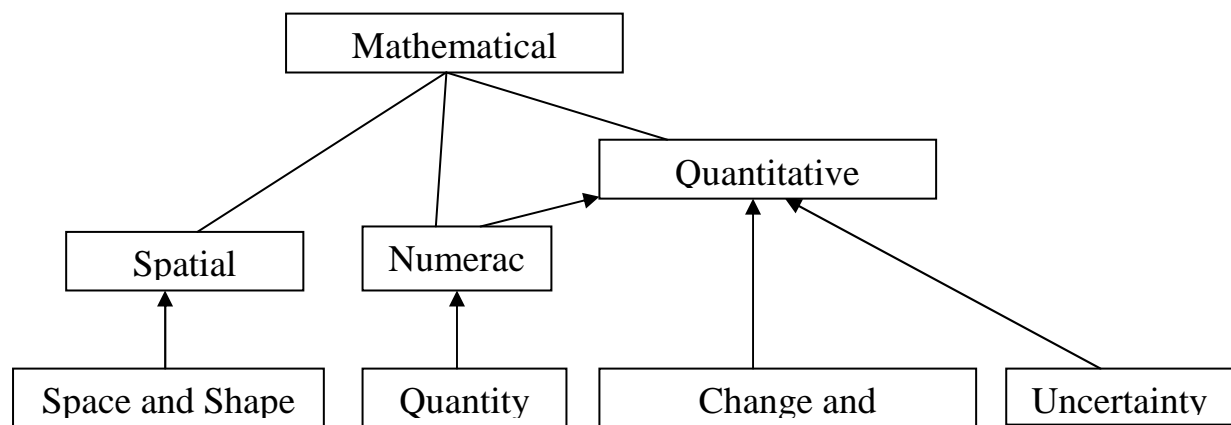 Mathematical
Quantitative
Spatial
Numerac
Space and Shape
Quantity
Change and
Uncertainty